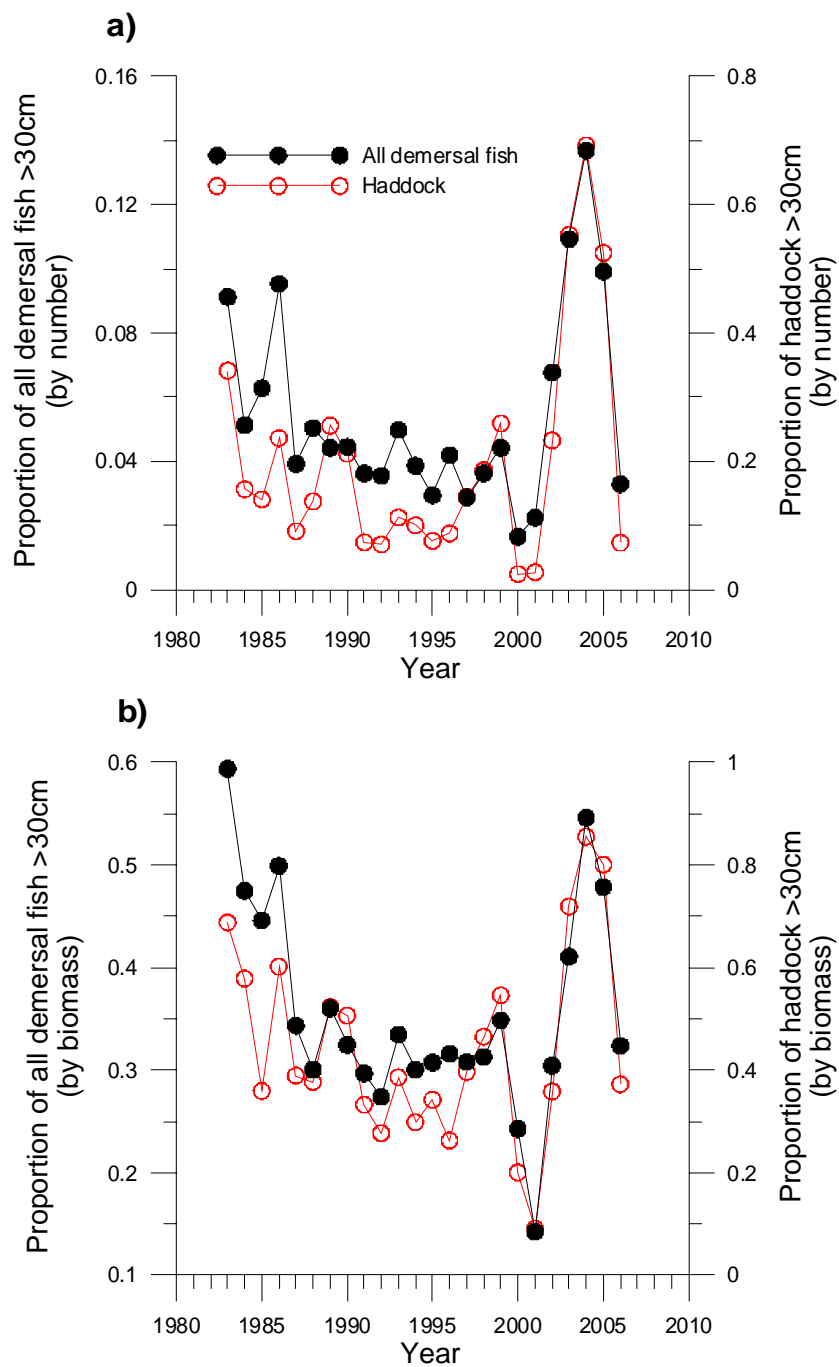 a)
0.16
0.12
0.08
0.04
0
Proportion of all demersal fish >30cm
(by number)
All demersal fish
Haddock
0.8
0.6
0.4
0.2
0
Proportion of haddock >30cm
(by number)
1980 1985 1990 1995 2000 2005 2010
Year
b)
0.6
0.5
0.4
0.3
0.2
0.1
Proportion of all demersal fish >30cm
(by biomass)
1
0.8
0.6
0.4
0.2
0
Proportion of haddock >30cm
(by biomass)
1980 1985 1990 1995 2000 2005 2010
Year